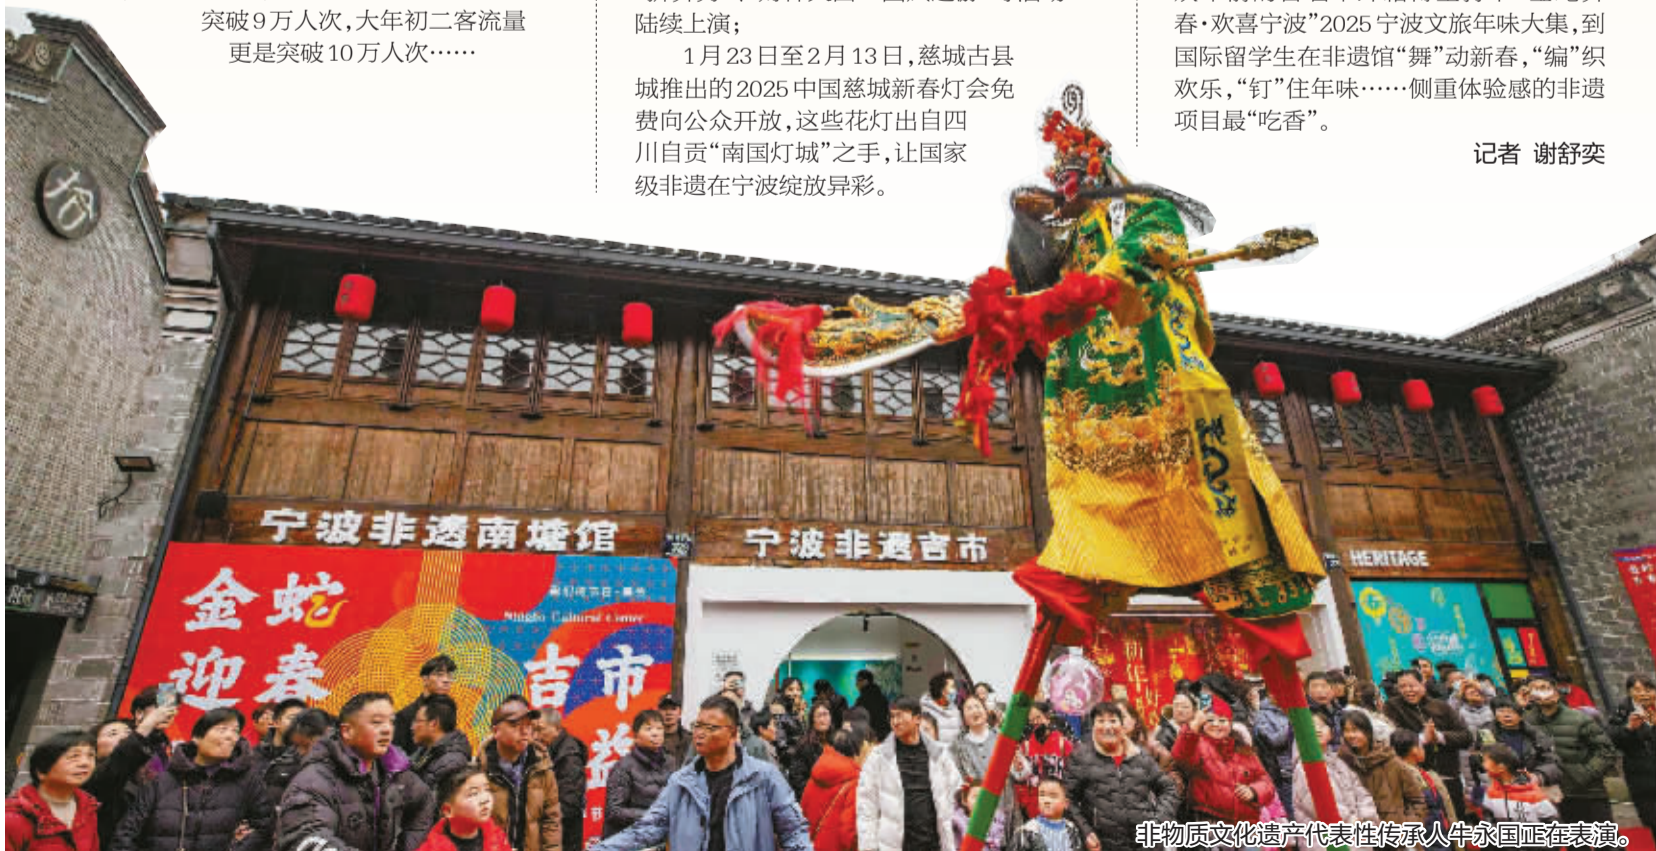 突破9万人次，大年初二客流量
更是突破10万人次……
陆续上演；
1月23日至2月13日，慈城古县
城推出的2025中国慈城新春灯会免
费向公众开放，这些花灯出自四
川自贡“南国灯城”之手，让国家
级非遗在宁波绽放异彩。
春·欢喜宁波”2025宁波文旅年味大集，到
国际留学生在非遗馆“舞”动新春，“编”织
欢乐，“钉”住年味……侧重体验感的非遗
项目最“吃香”。
记者 谢舒奕
宁波非遗南塘馆
宁波非遗吉市
HERITAGE
金蛇
迎春
吉市
Ningbo Cultural Center
非物质文化遗产代表性传承人牛永国正在表演。